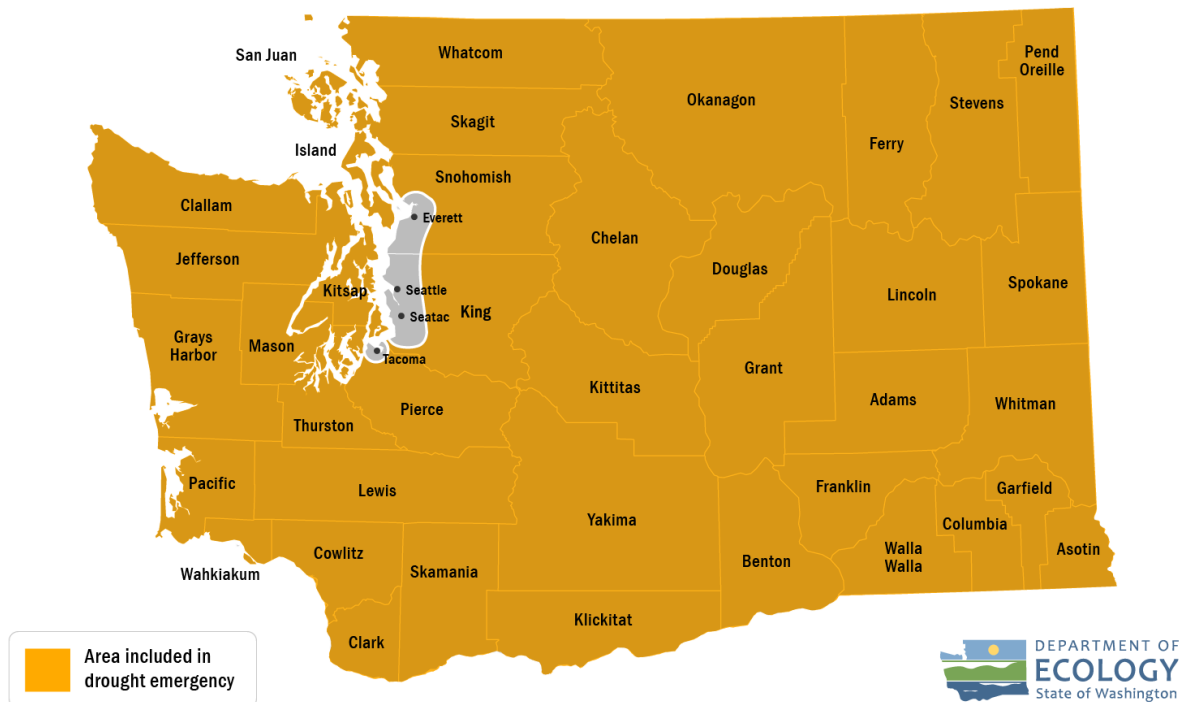 San Juan
Whatcom
Pend
Oreille
Okanagon
Stevens
Skagit
Island
Ferry
Snohomish
Clallam
Everett
Chelan
Jefferson
Douglas
Spokane
Kitsap
Seattle
Lincoln
King
Seatac
Grays
Harbor
Mason
Tacoma
Grant
Kittitas
Adams
Whitman
Pierce
Thurston
Pacific
Lewis
Franklin
Garfield
Yakima
Columbia
Cowlitz
Walla
Walla
Asotin
Benton
Skamania
Wahkiakum
Klickitat
Clark
Area included in
drought emergency
DEPARTMENT OF
ECOLOGY
State of Washington